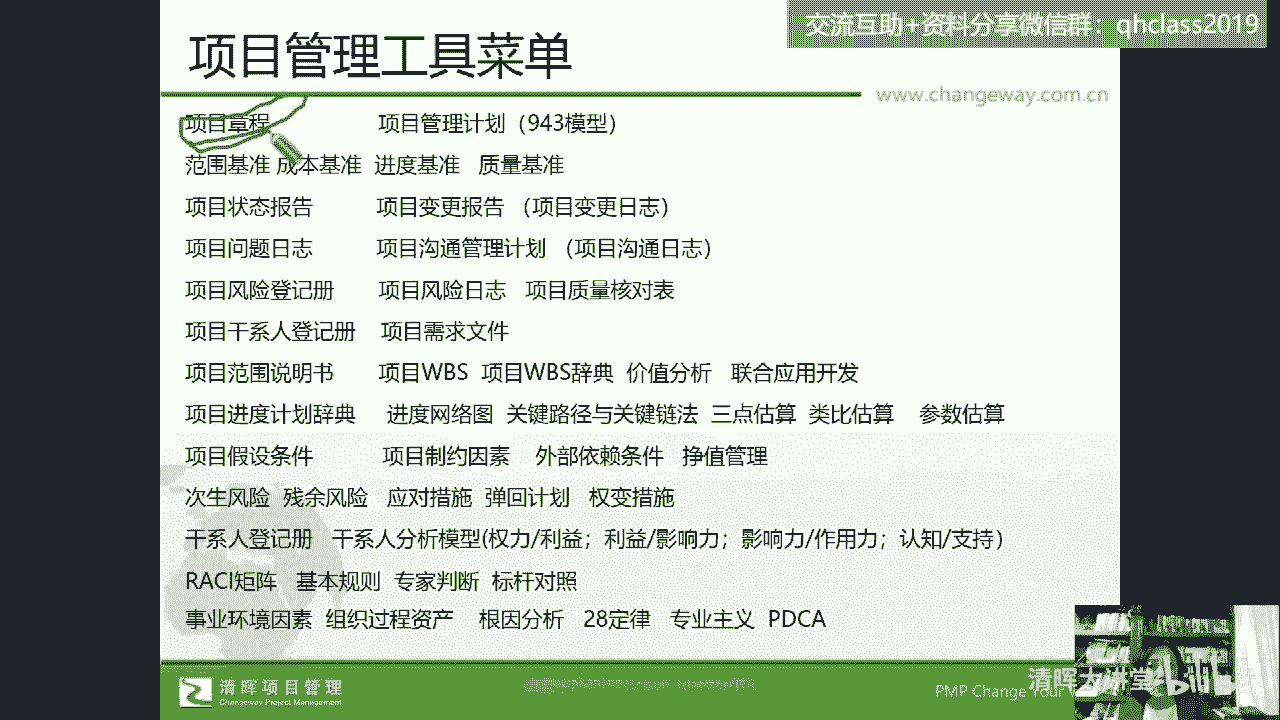 交流互助+资料分享微信群：qhclass2019
项目管理工具菜单
www.changeway.com.cn
项目章程 项目管理计划（943模型）
范围基准 成本基准 进度基准 质量基准
项目状态报告 项目变更报告 （项目变更日志）
项目问题日志 项目沟通管理计划 （项目沟通日志）
项目风险登记册 项目风险日志 项目质量核对表
项目干系人登记册 项目需求文件
项目范围说明书 项目WBS 项目WBS辞典 价值分析 联合应用开发
项目进度计划辞典 进度网络图 关键路径与关键链法 三点估算 类比估算 参数估算
项目假设条件 项目制约因素 外部依赖条件 挣值管理
次生风险 残余风险 应对措施 弹回计划 权变措施
干系人登记册 干系人分析模型(权力/利益；利益/影响力；影响力/作用力；认知/支持）
RACI矩阵 基本规则 专家判断 标杆对照
事业环境因素 组织过程资产 根因分析 28定律 专业主义 PDCA
清晖项目管理
Changeway Project Management
PMP Change Your
清晖大讲堂